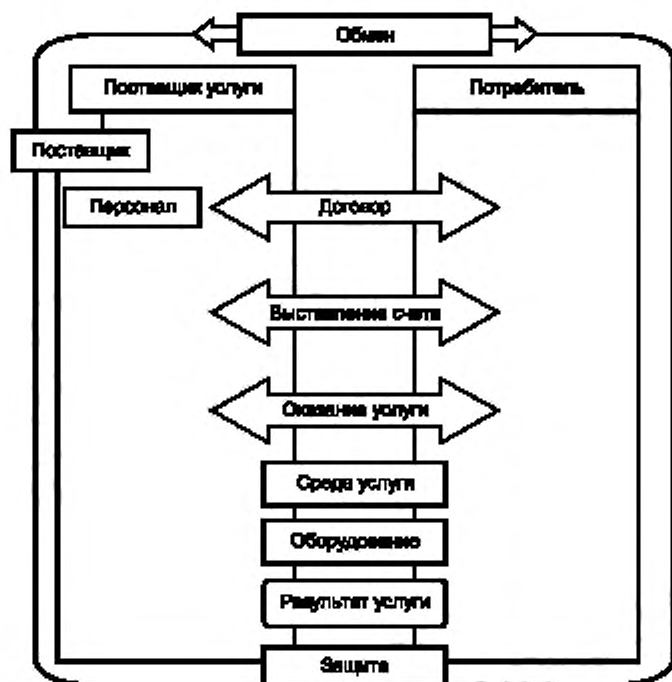 Обмен
Поставщик услуги
Потребитель
Поставщик
Персонал
Договор
Выставление счета
Оказание услуги
Среда услуги
Оборудование
Результат услуги
Защита